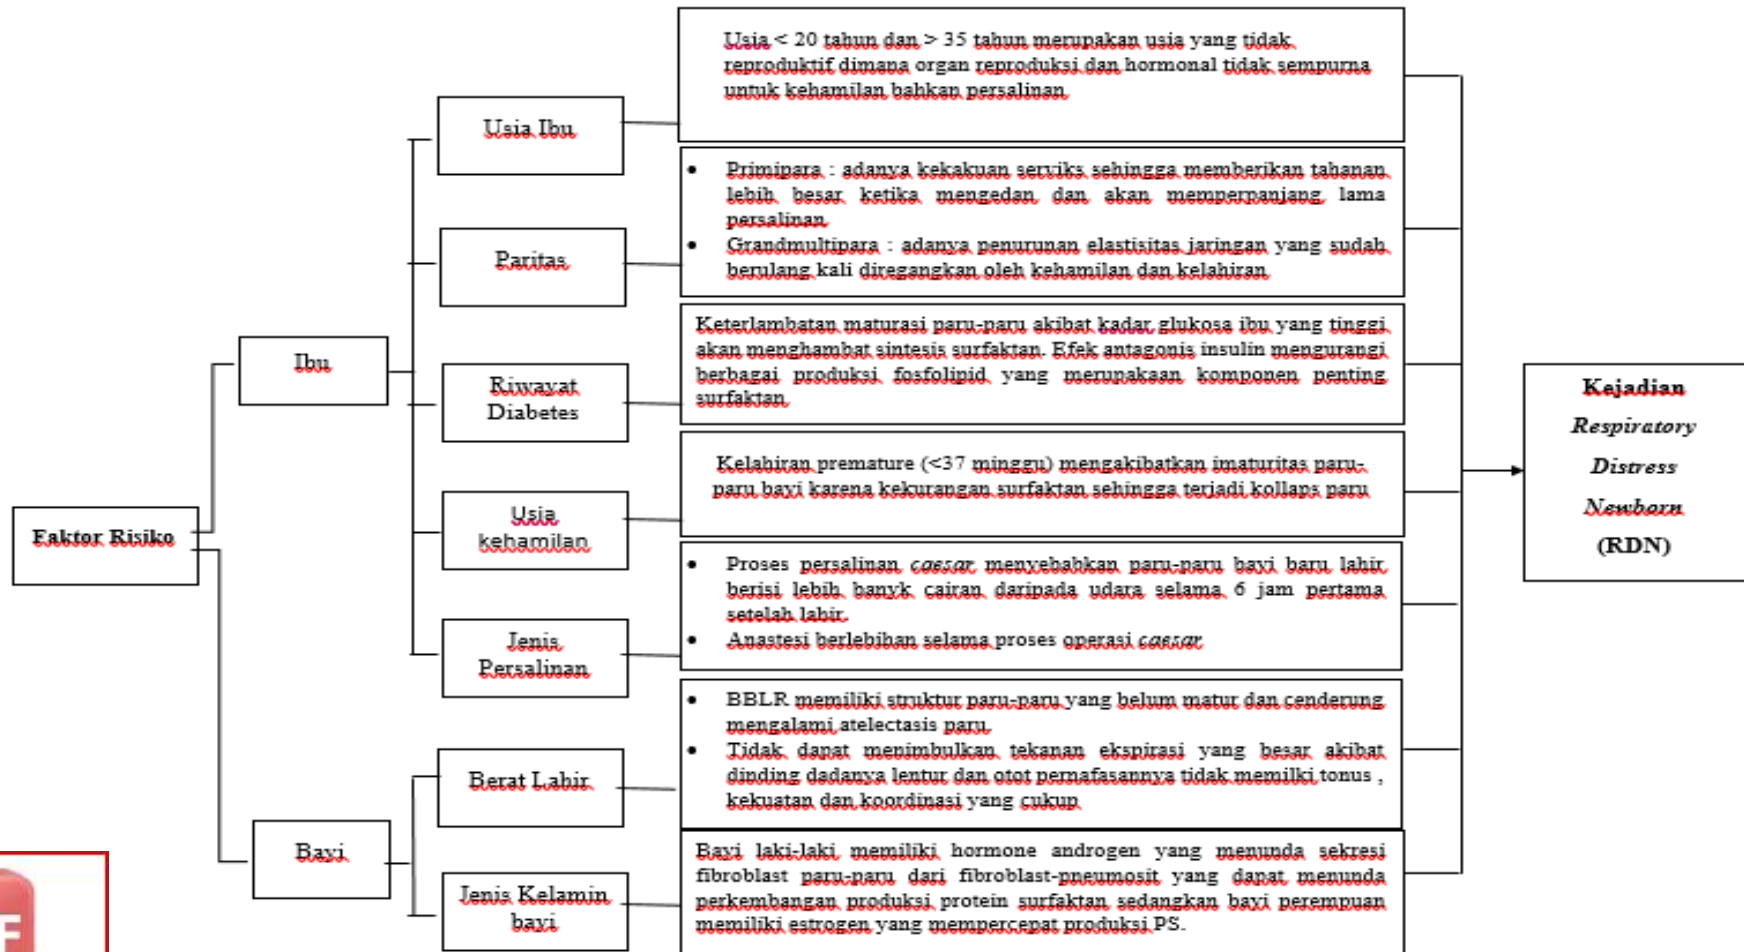 Usia < 20 tahun dan > 35 tahun merupakan usia yang tidak
reproduktif dimana organ reproduksi dan hormonal tidak sempurna
untuk kehamilan bahkan persalinan
Usia Ibu
Primipara : adanya kekakuan serviks sehingga memberikan tahanan
lebih besar ketika mengedan dan akan memperpanjang lama
persalinan
Grandmultipara : adanya penurunan elastisitas jaringan yang sudah
berulang kali diregangkan oleh kehamilan dan kelahiran
Paritas
Keterlambatan maturasi paru-paru akibat kadar glukosa ibu yang tinggi
akan menghambat sintesis surfaktan. Efek antagonis insulin mengurangi
berbagai produksi fosfolipid yang merupakaan komponen penting
surfaktan
Ibu
Riwayat
Diabetes
Kelahiran premature (<37 minggu) mengakibatkan imaturitas paru-
paru bayi karena kekurangan surfaktan sehingga terjadi kollaps paru
Usia
kehamilan
Faktor Risiko
Proses persalinan caesar menyebabkan paru-paru bayi baru lahir
berisi lebih banyk cairan daripada udara selama 6 jam pertama
setelah lahir.
Anastesi berlebihan selama proses operasi caesar
Jenis
Persalinan
BBLR memiliki struktur paru-paru yang belum matur dan cenderung
mengalami atelectasis paru
Tidak dapat menimbulkan tekanan ekspirasi yang besar akibat
dinding dadanya lentur dan otot pernafasannya tidak memilki tonus ,
kekuatan dan koordinasi yang cukup
Berat Lahir
Bayi
Bayi laki-laki memiliki hormone androgen yang menunda sekresi
fibroblast paru-paru dari fibroblast-pneumosit yang dapat menunda
perkembangan produksi protein surfaktan sedangkan bayi perempuan
memiliki estrogen yang mempercepat produksi PS.
Jenis Kelamin
bayi
Kejadian
Respiratory
Distress
Newborn
(RDN)
F